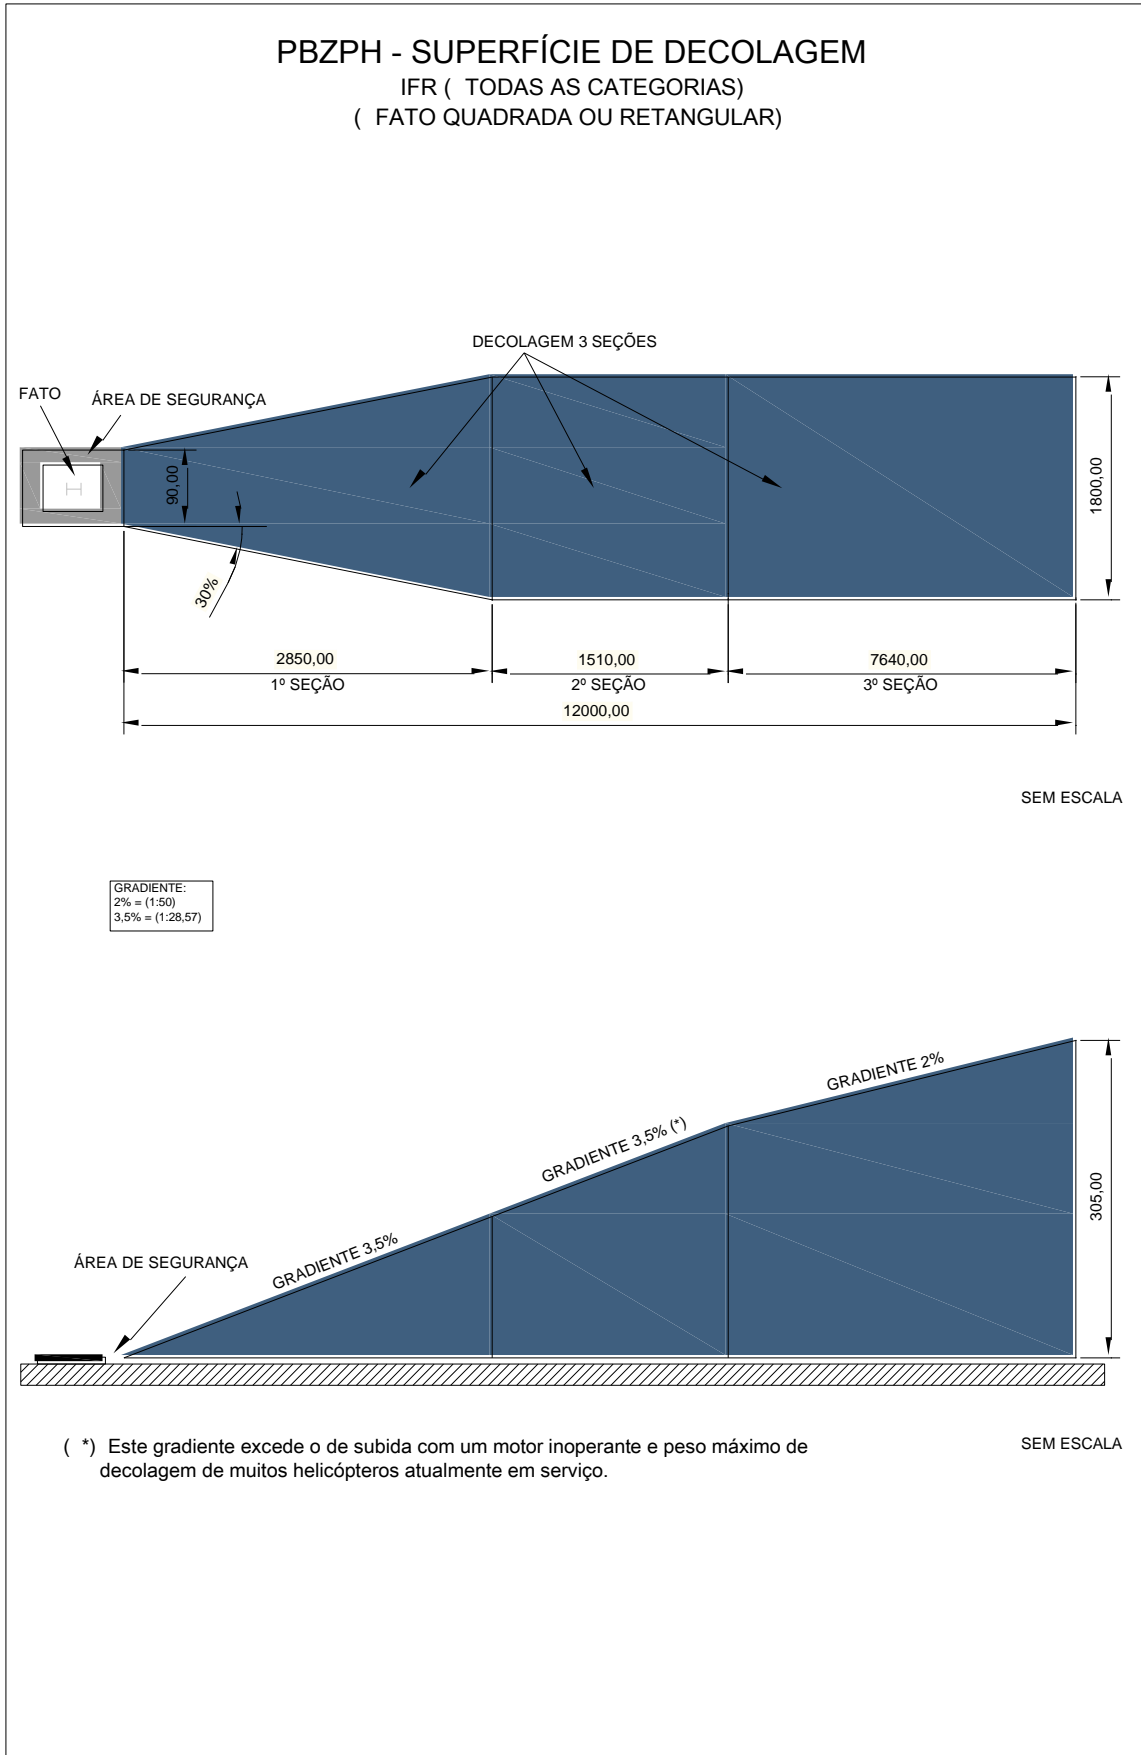 PBZPH - SUPERFÍCIE DE DECOLAGEM
IFR ( TODAS AS CATEGORIAS)
( FATO QUADRADA OU RETANGULAR)
DECOLAGEM 3 SEÇÕES
FATO
ÁREA DE SEGURANÇA
H
90,00
1800,00
30%
2850,00
1510,00
7640,00
1º SEÇÃO
2º SEÇÃO
3º SEÇÃO
12000,00
SEM ESCALA
GRADIENTE:
2% = (1:50)
3,5% = (1:28,57)
GRADIENTE 2%
GRADIENTE 3,5% (*)
GRADIENTE 3,5%
305,00
ÁREA DE SEGURANÇA
( *) Este gradiente excede o de subida com um motor inoperante e peso máximo de
decolagem de muitos helicópteros atualmente em serviço.
SEM ESCALA